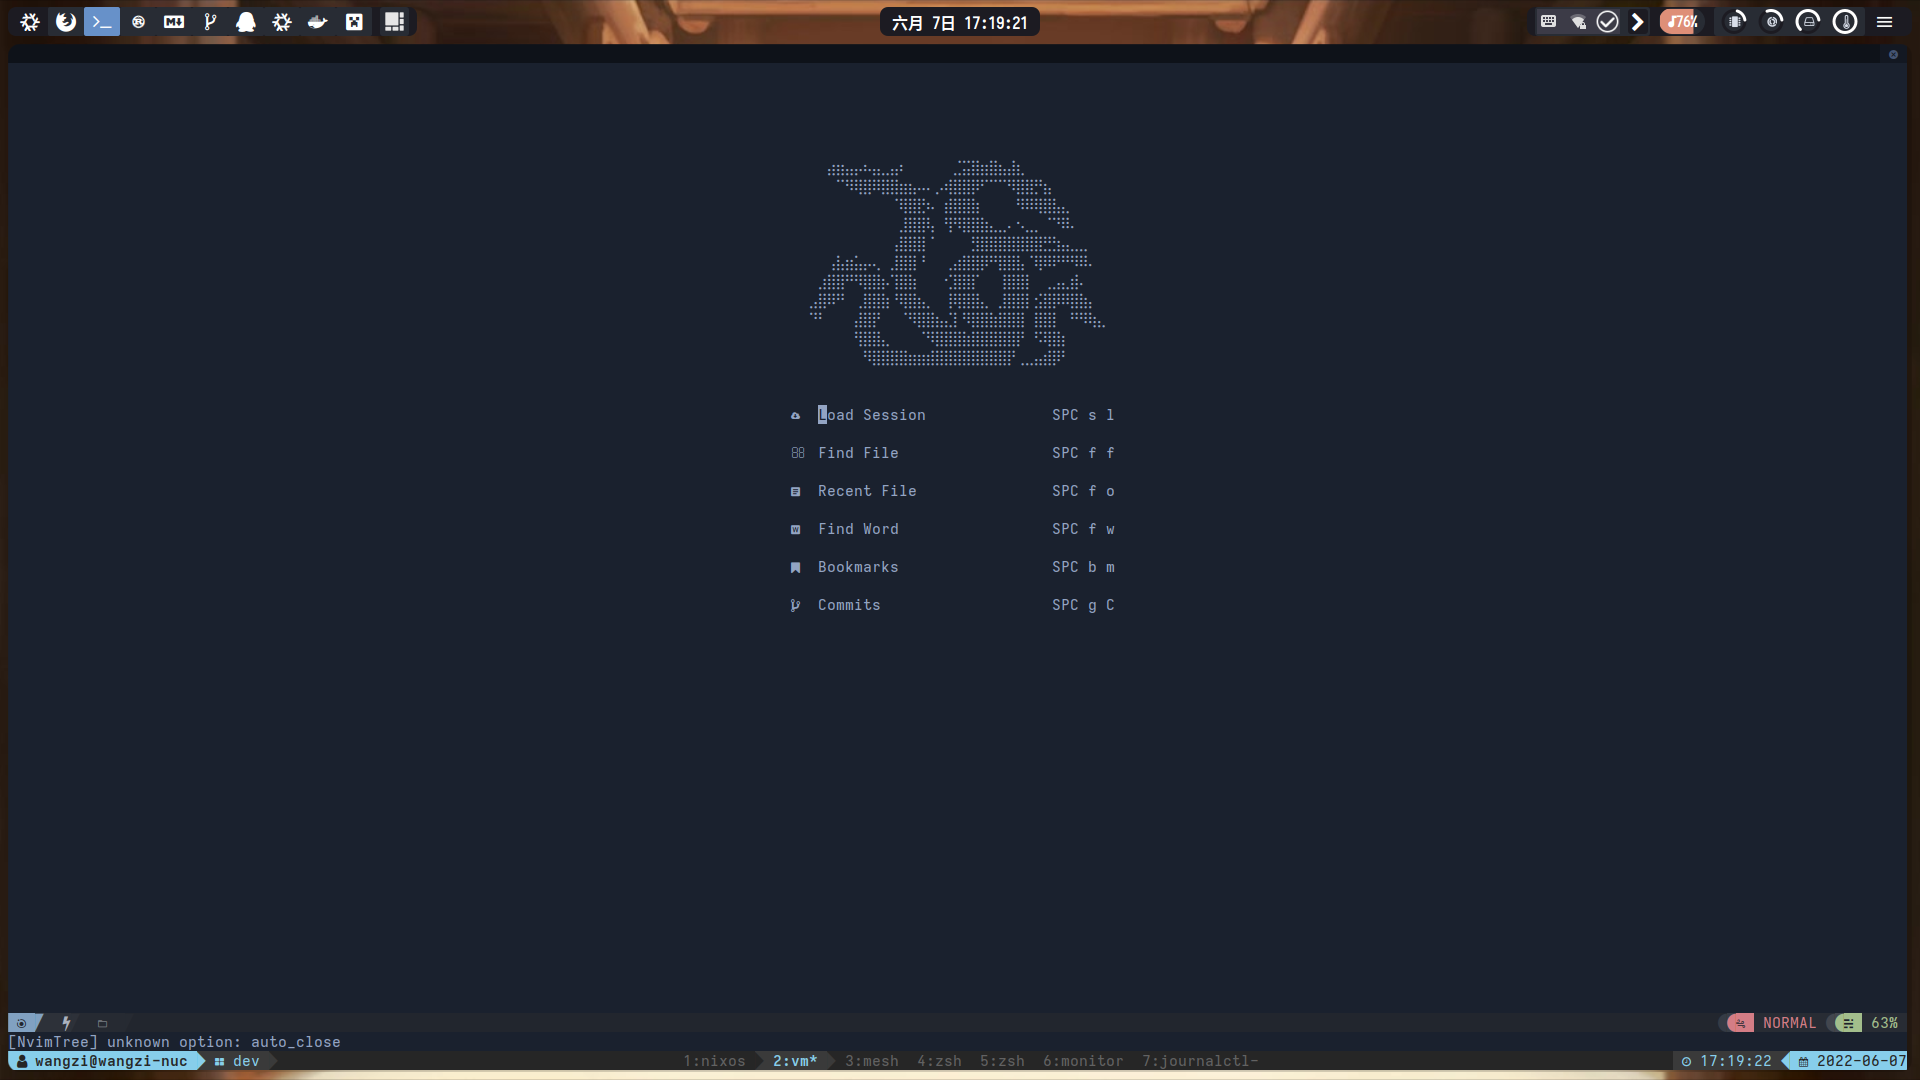 六月 7日 17:19:21
76%
Load Session SPC s l
Find File SPC f f
Recent File SPC f o
Find Word SPC f w
Bookmarks SPC b m
Commits SPC g C
NORMAL 63%
[NvimTree] unknown option: auto_close
wangzi@wangzi-nuc dev 1:nixos 2:vm* 3:mesh 4:zsh 5:zsh 6:monitor 7:journalctl- 17:19:22 2022-06-07